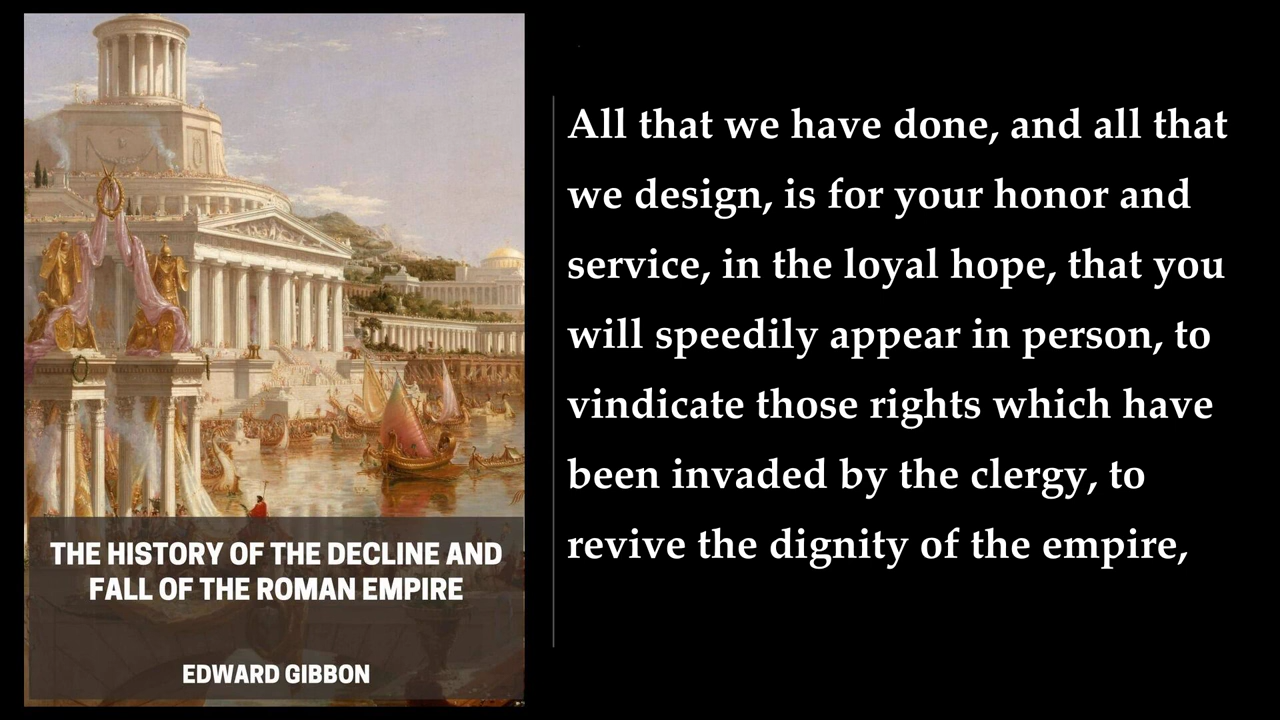 THE HISTORY OF THE DECLINE AND
FALL OF THE ROMAN EMPIRE
EDWARD GIBBON
All that we have done, and all that
we design, is for your honor and
service, in the loyal hope, that you
will speedily appear in person, to
vindicate those rights which have
been invaded by the clergy, to
revive the dignity of the empire,